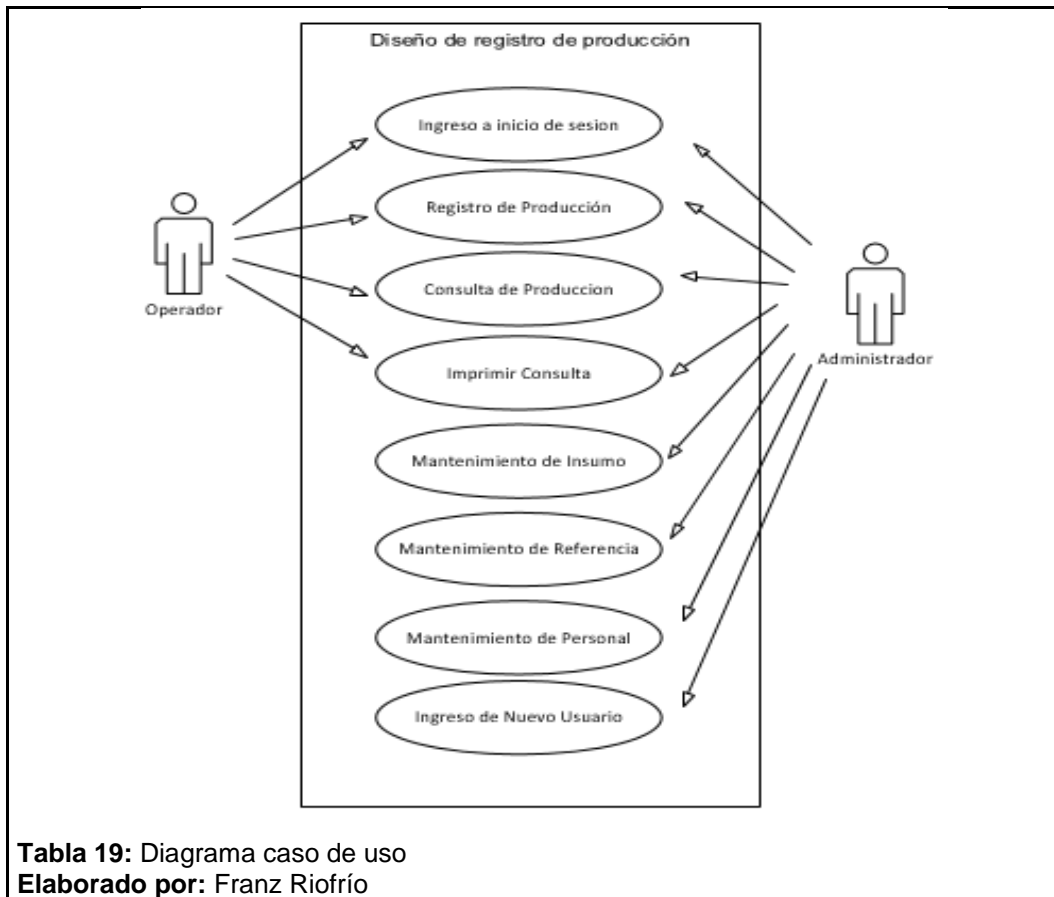 Diseño de registro de producción
Ingreso a inicio de sesion
Registro de Producción
Operador
Consulta de Produccion
Imprimir Consulta
Administrador
Mantenimiento de Insumo
Mantenimiento de Referencia
Mantenimiento de Personal
Ingreso de Nuevo Usuario
Tabla 19: Diagrama caso de uso
Elaborado por: Franz Riofrío